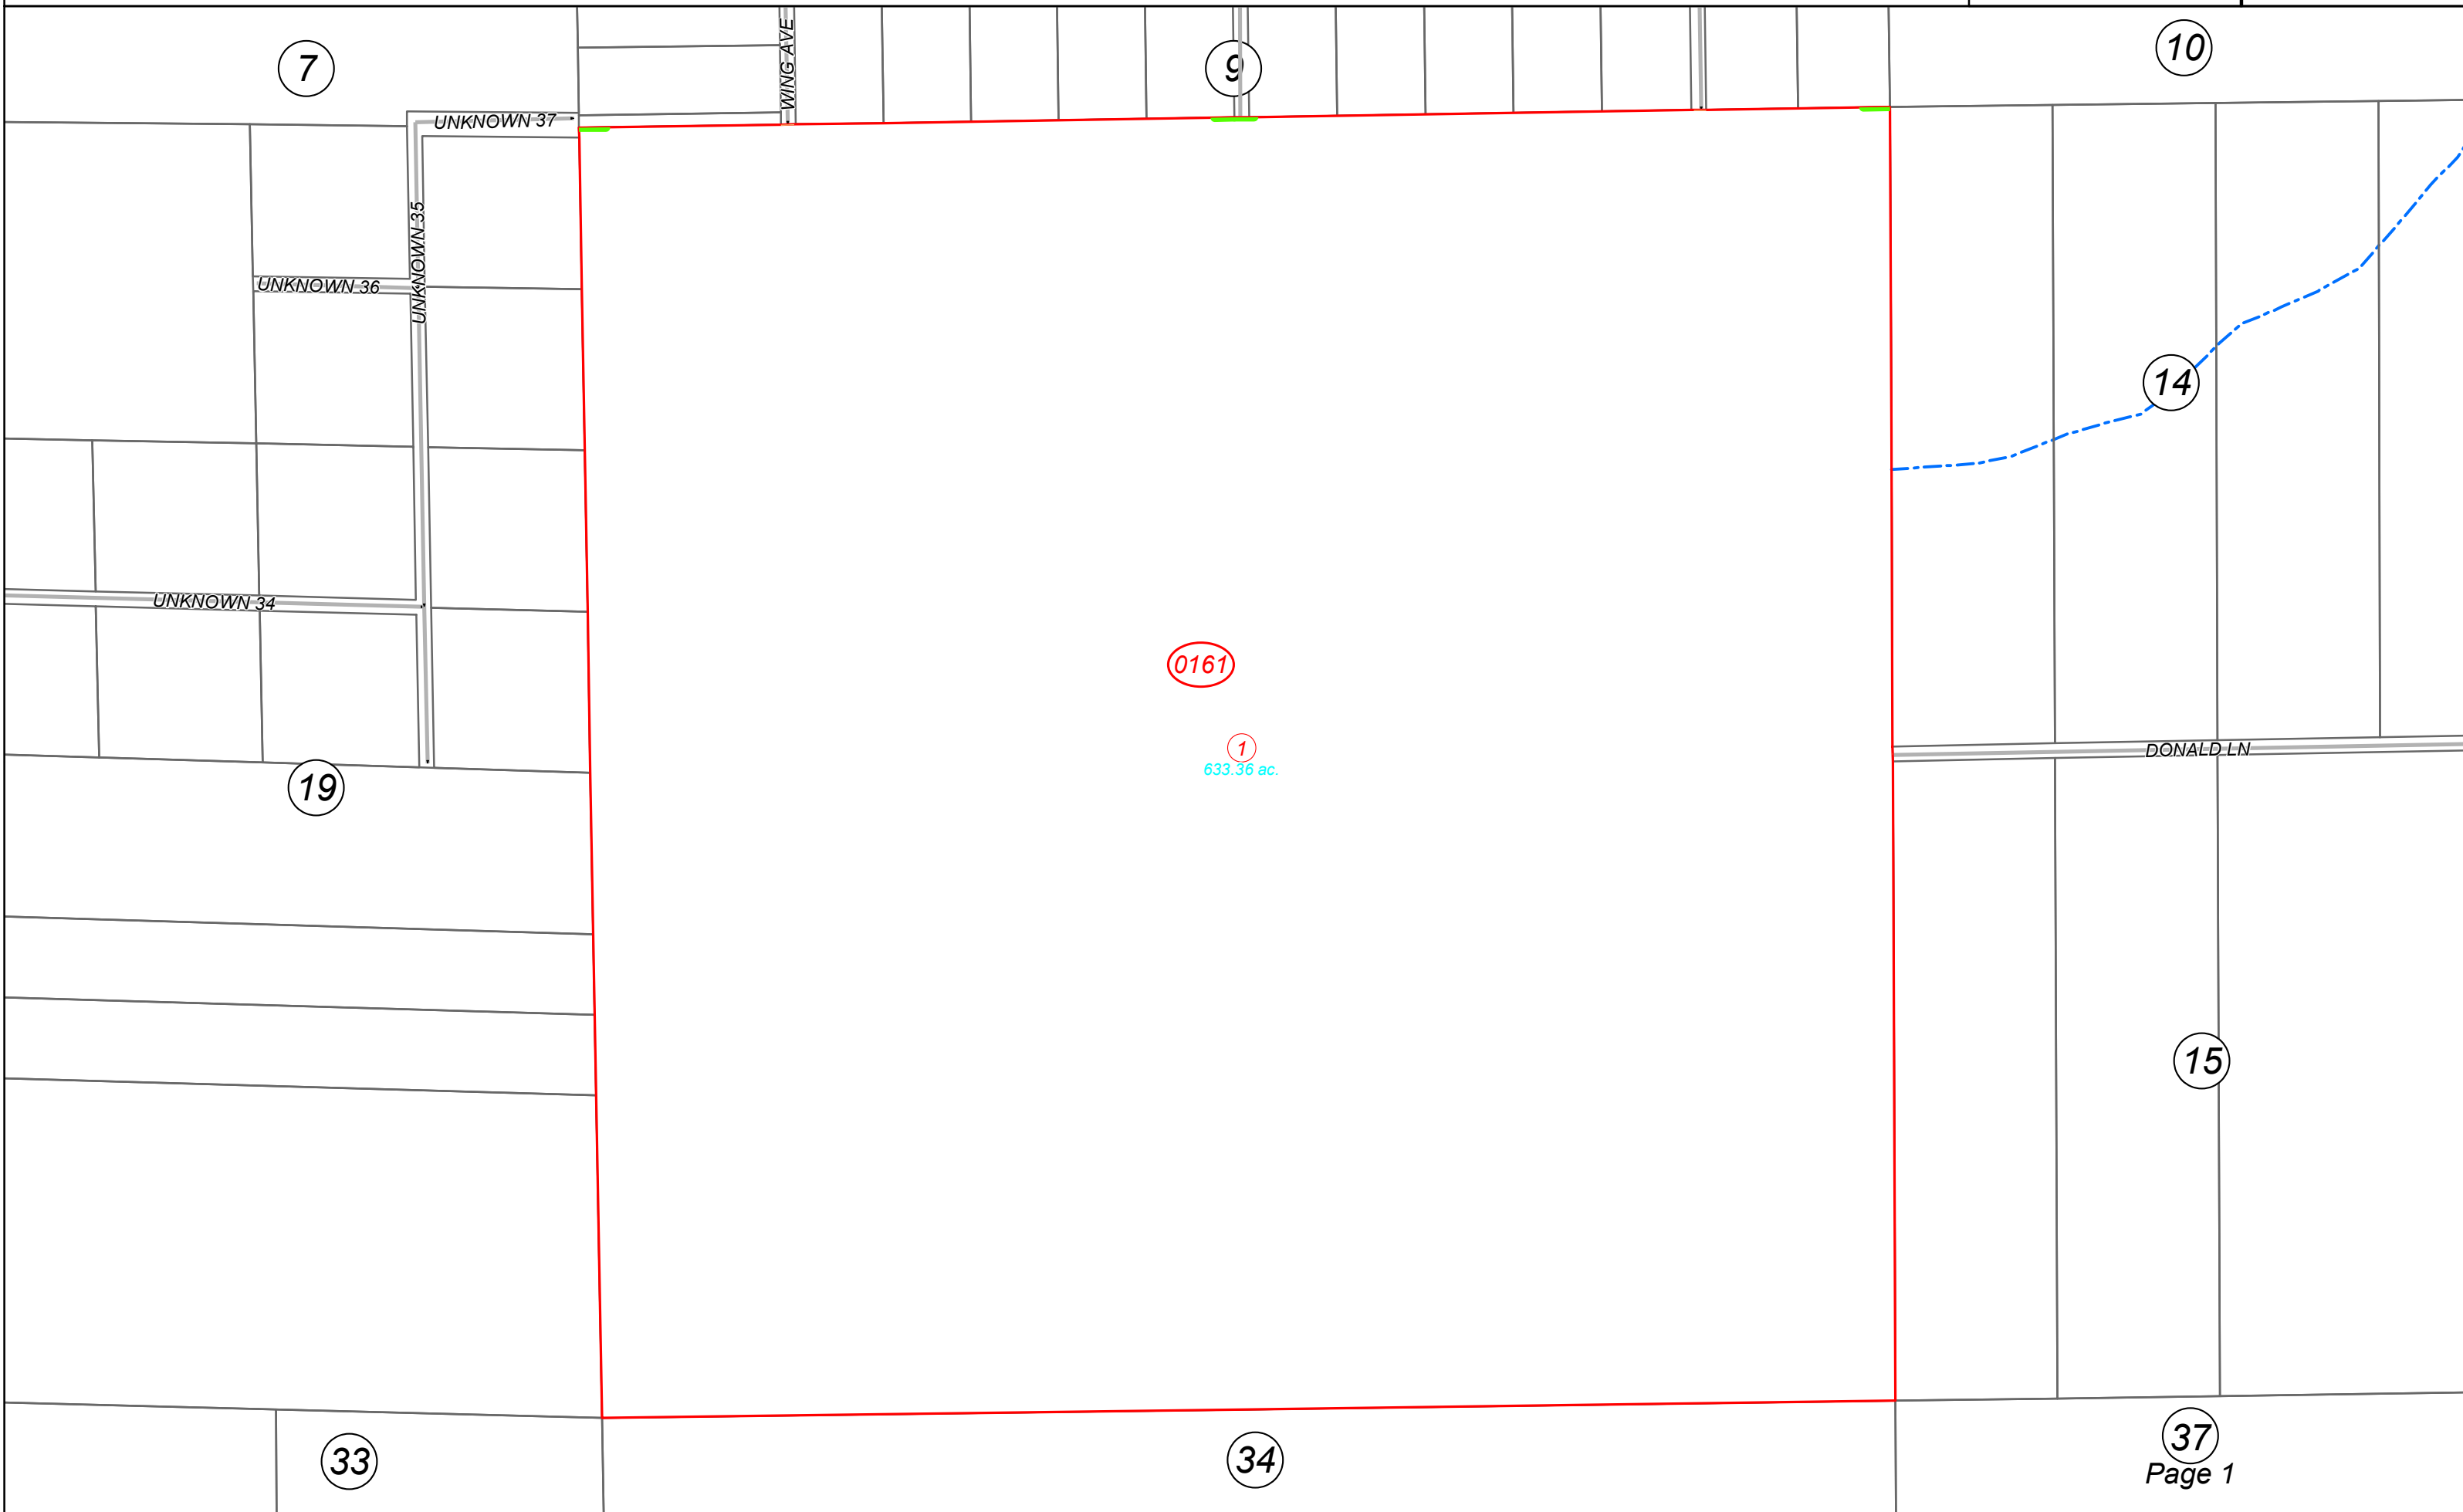 7
WING AVE
9
10
UNKNOWN 37
UNKNOWN 35
UNKNOWN 36
14
UNKNOWN 34
0161
1
633.36 ac.
DONALD LN
19
15
33
34
37
Page 1